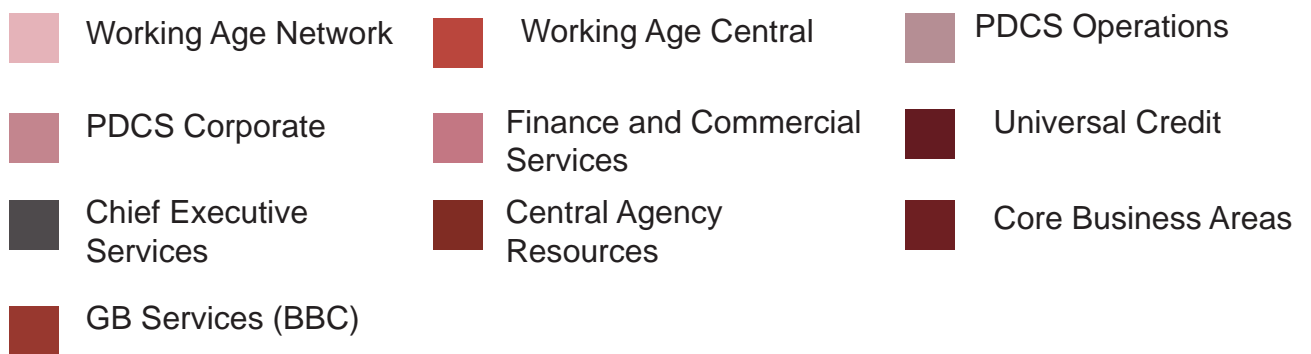 Working Age Network
Working Age Central
PDCS Operations
PDCS Corporate
Finance and Commercial
Services
Universal Credit
Chief Executive
Services
Central Agency
Resources
Core Business Areas
GB Services (BBC)